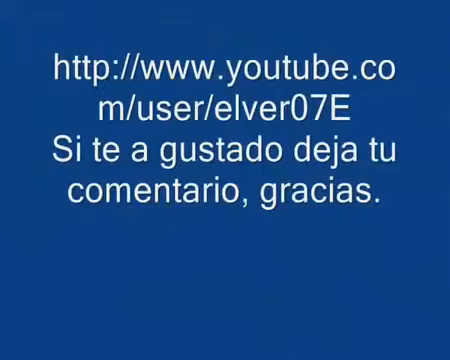 http://www.youtube.co
m/user/elver07E
Si te a gustado deja tu
comentario, gracias.